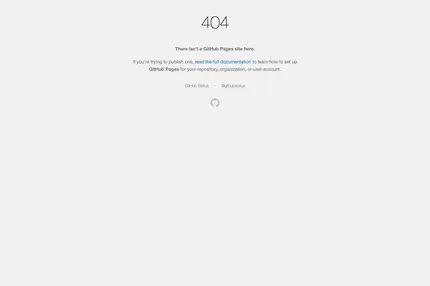 404
There isn't a GitHub Pages site here.
If you're trying to publish one, read the full documentation to learn how to set up
GitHub Pages for your repository, organization, or user account.
GitHub Status — @githubstatus